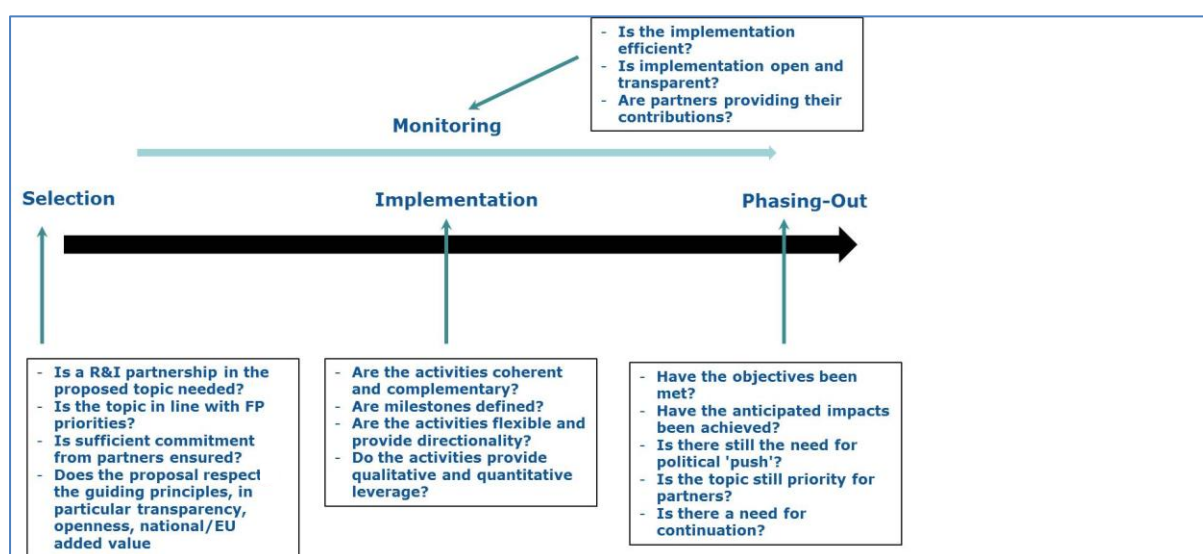 - Is the implementation
efficient?
- Is implementation open and
transparent?
- Are partners providing their
contributions?
Monitoring
Selection
Implementation
Phasing-Out
- Is a R&I partnership in the
proposed topic needed?
- Is the topic in line with FP
priorities?
- Is sufficient commitment
from partners ensured?
- Does the proposal respect
the guiding principles, in
particular transparency,
openness, national/EU
added value
- Are the activities coherent
and complementary?
- Are milestones defined?
- Are the activities flexible and
provide directionality?
- Do the activities provide
qualitative and quantitative
leverage?
- Have the objectives been
met?
- Have the anticipated impacts
been achieved?
- Is there still the need for
political 'push'?
- Is the topic still priority for
partners?
- Is there a need for
continuation?